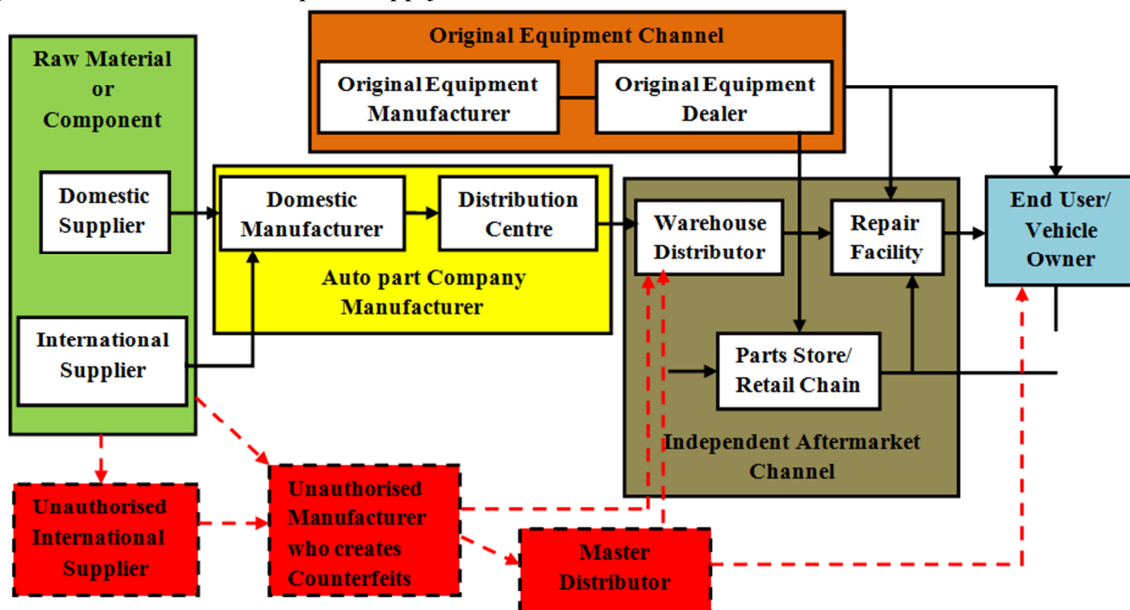 Original Equipment Channel
Original Equipment
Manufacturer
Original Equipment
Dealer
Raw Material
or
Component
Domestic
Supplier
International
Supplier
Domestic
Manufacturer
Distribution
Centre
Auto part Company
Manufacturer
Warehouse
Distributor
Repair
Facility
Parts Store/
Retail Chain
Independent Aftermarket
Channel
End User/
Vehicle
Owner
Unauthorised
International
Supplier
Unauthorised
Manufacturer
who creates
Counterfeits
Master
Distributor